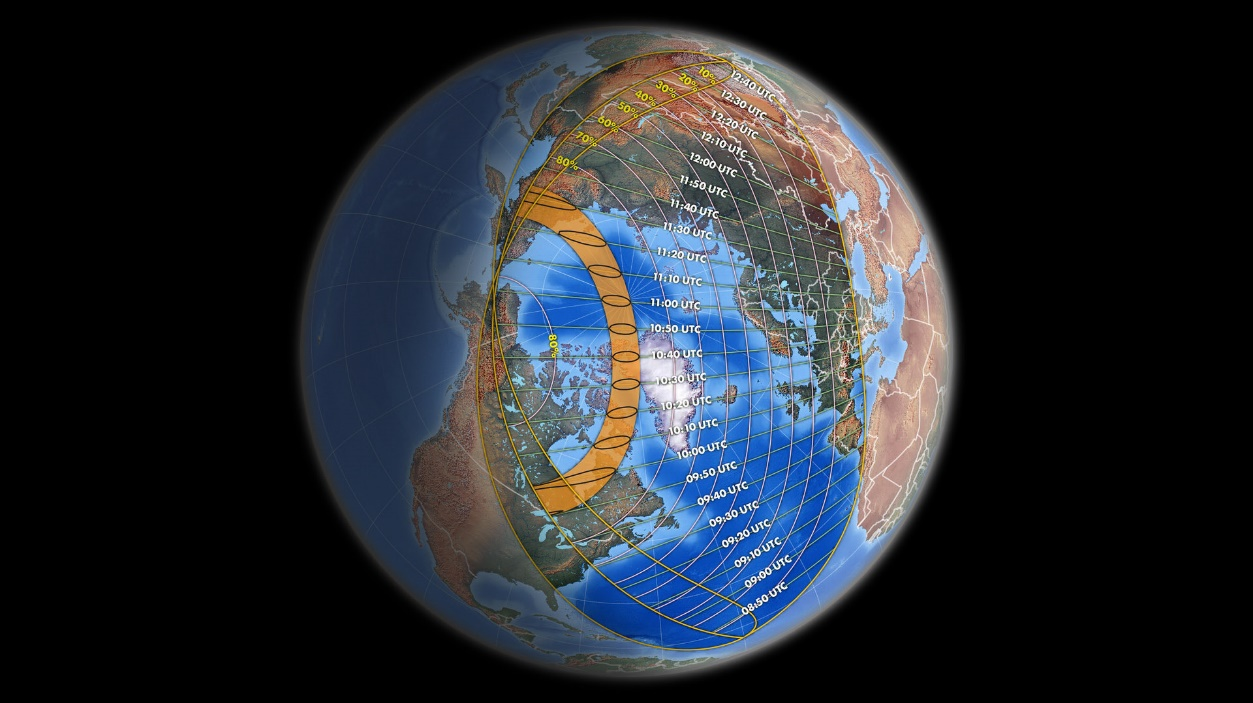 10%
20%
30%
40%
50%
60%
70%
80%
12:40 UTC
12:30 UTC
12:20 UTC
12:10 UTC
12:00 UTC
11:50 UTC
11:40 UTC
11:30 UTC
11:20 UTC
11:10 UTC
11:00 UTC
10:50 UTC
80%
10:40 UTC
10:30 UTC
10:20 UTC
10:10 UTC
10:00 UTC
09:50 UTC
09:40 UTC
09:30 UTC
09:20 UTC
09:10 UTC
09:00 UTC
08:50 UTC